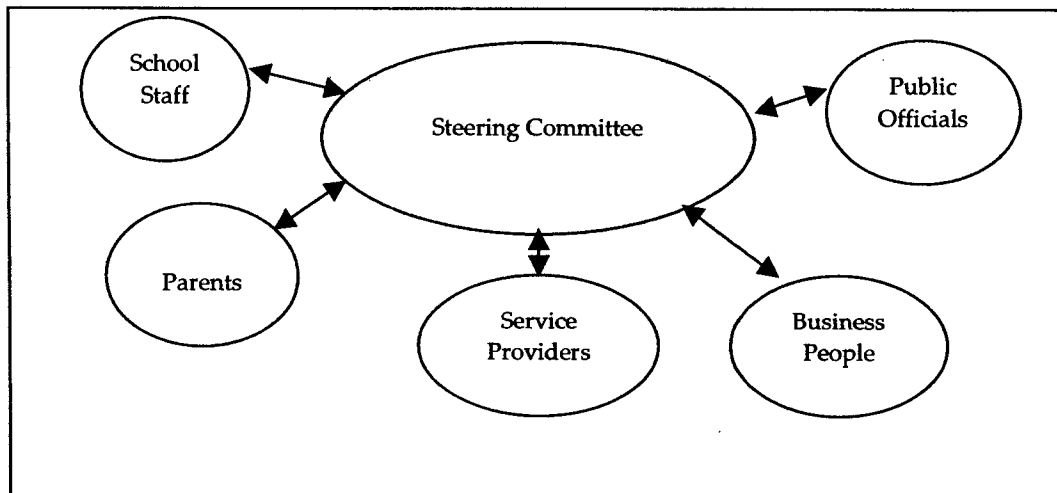 School
Staff
Steering Committee
Public
Officials
Parents
Service
Providers
Business
People